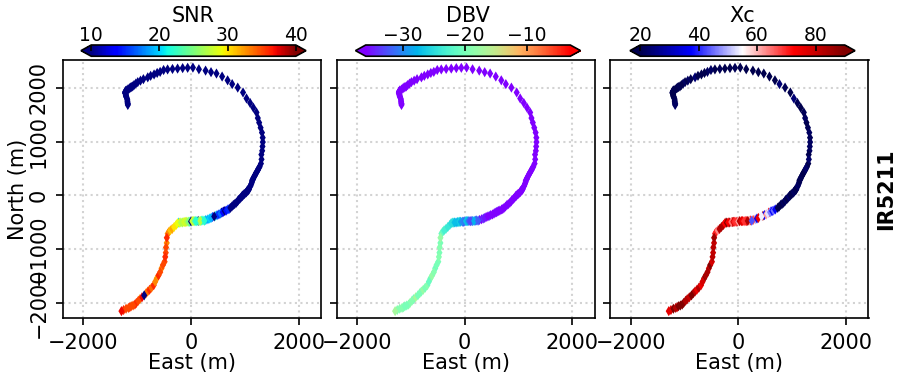 SNR DBV Xc
10 20 30 40 −30 −20 −10 20 40 60 80
2000
1000
0
−1000
−2000
North (m)
IR5211
−2000 0 2000 −2000 0 2000 −2000 0 2000
East (m) East (m) East (m)